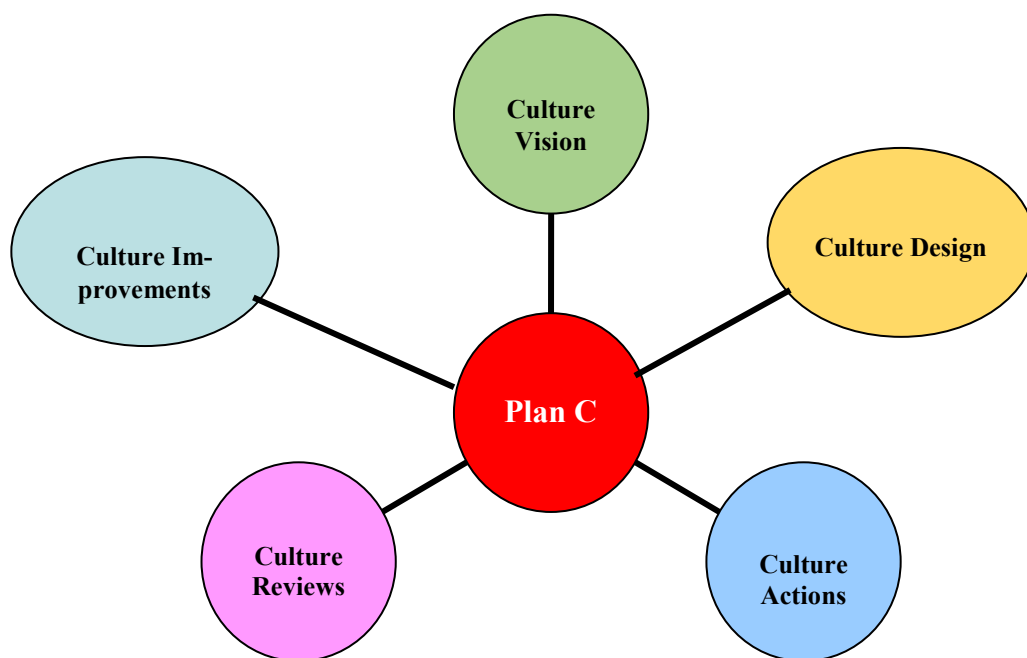 Culture
Vision
Culture Design
Culture Im-
provements
Plan C
Culture
Reviews
Culture
Actions